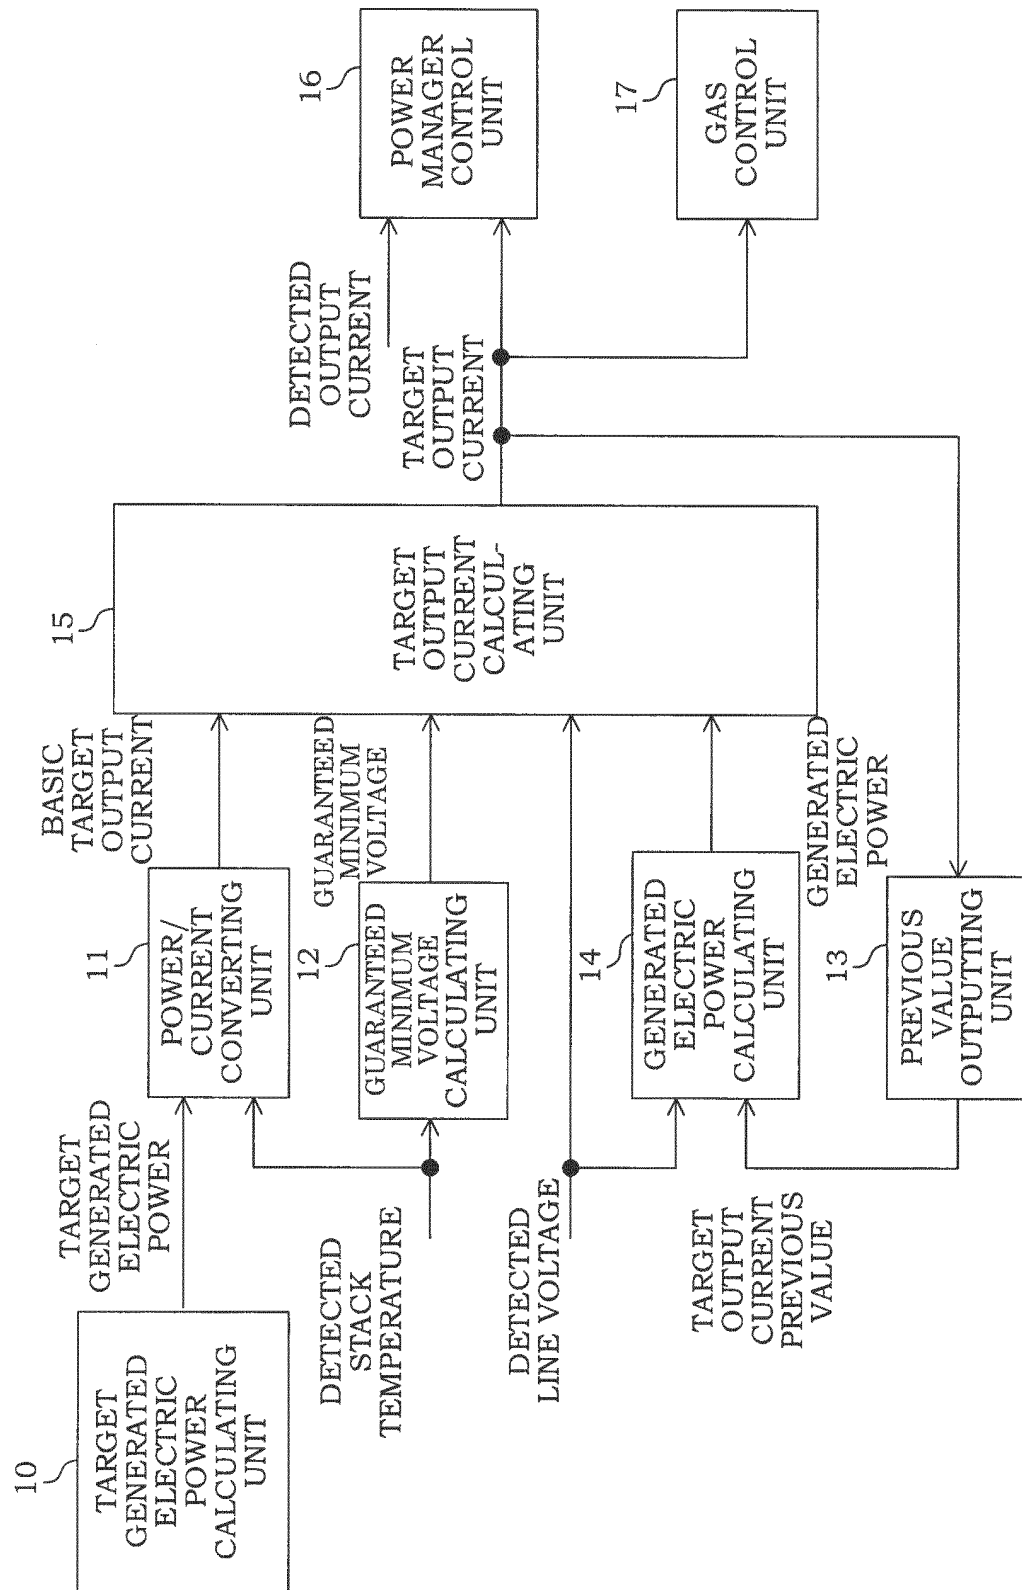 10
TARGET
GENERATED
ELECTRIC
POWER
CALCULATING
UNIT
TARGET
GENERATED
ELECTRIC
POWER
11
POWER/
CURRENT
CONVERTING
UNIT
BASIC
TARGET
OUTPUT
CURRENT
DETECTED
STACK
TEMPERATURE
12
GUARANTEED
MINIMUM
VOLTAGE
CALCULATING
UNIT
GUARANTEED
MINIMUM
VOLTAGE
DETECTED
LINE VOLTAGE
14
GENERATED
ELECTRIC
POWER
CALCULATING
UNIT
GENERATED
ELECTRIC
POWER
TARGET
OUTPUT
CURRENT
PREVIOUS
VALUE
13
PREVIOUS
VALUE
OUTPUTTING
UNIT
15
TARGET
OUTPUT
CURRENT
CALCUL-
ATING
UNIT
DETECTED
OUTPUT
CURRENT
TARGET
OUTPUT
CURRENT
16
POWER
MANAGER
CONTROL
UNIT
17
GAS
CONTROL
UNIT